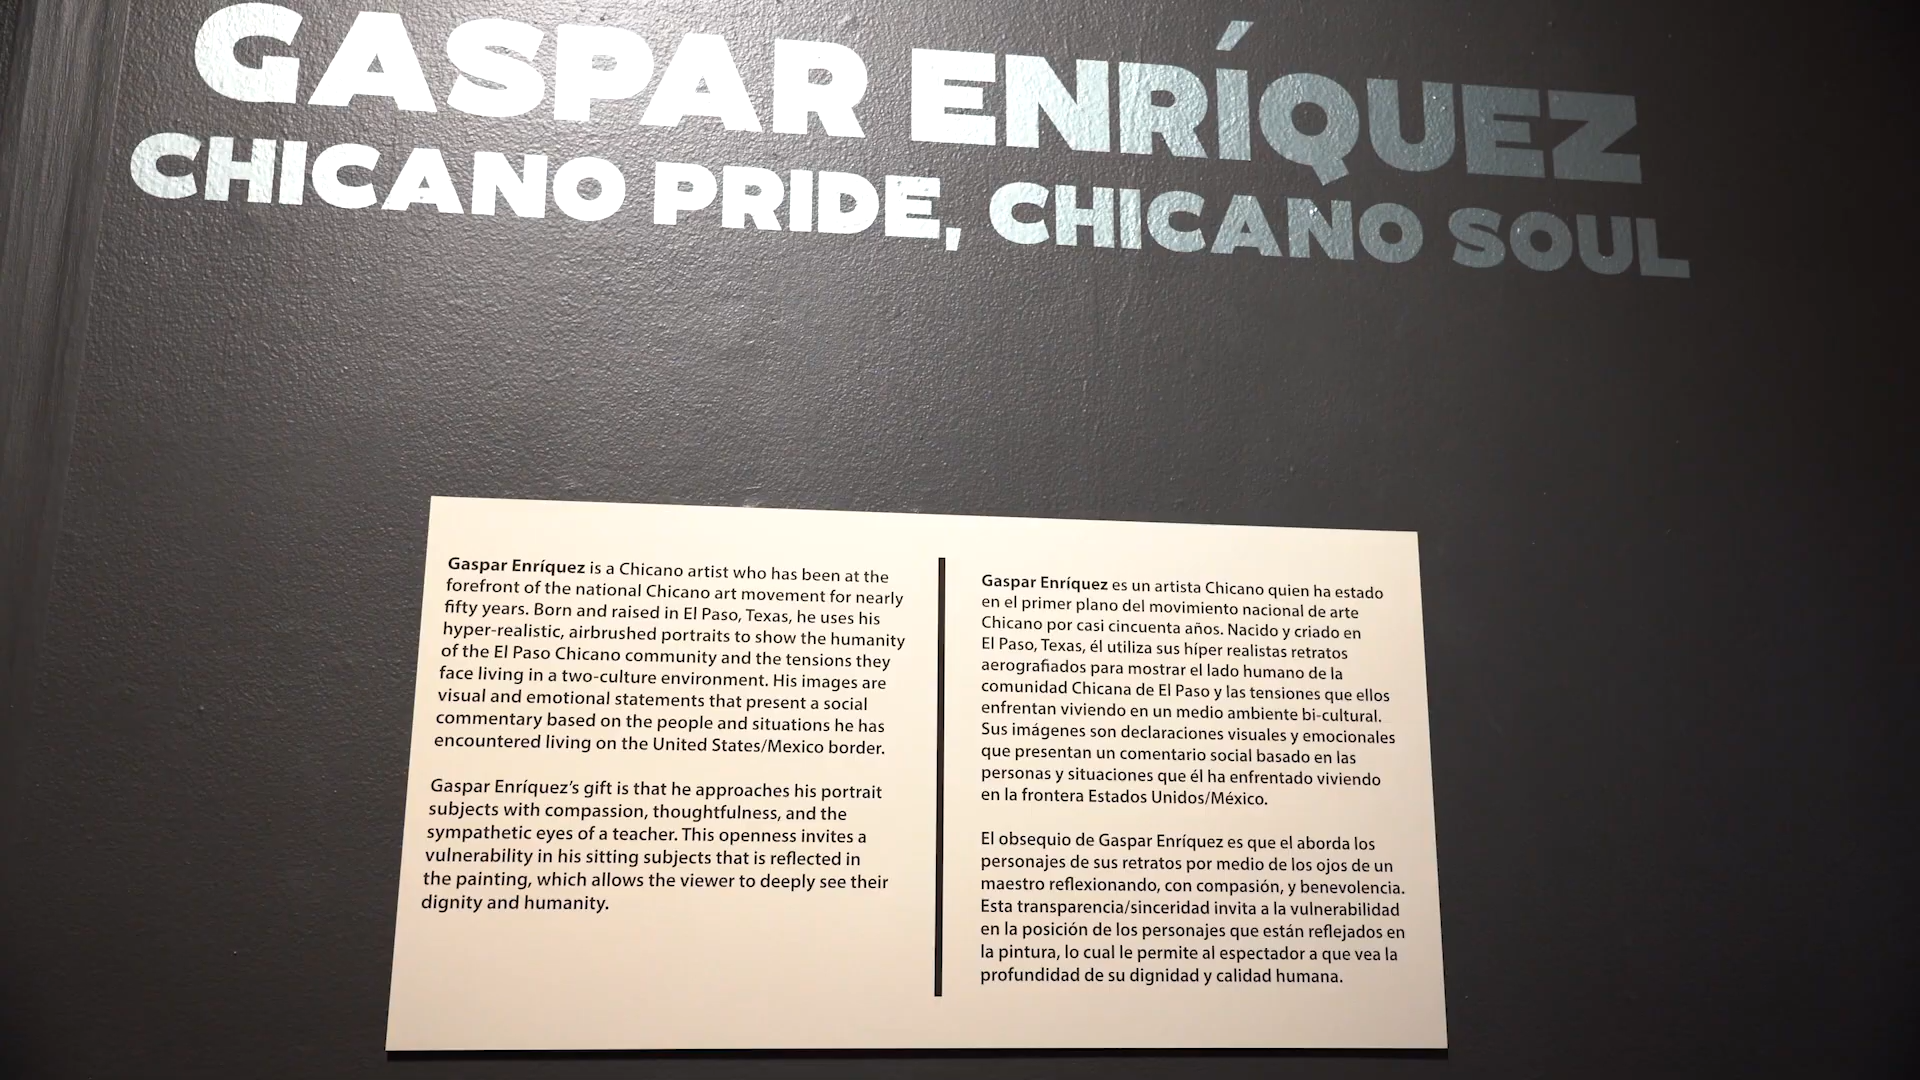 GASPAR ENRÍQUEZ
CHICANO PRIDE, CHICANO SOUL
Gaspar Enríquez is a Chicano artist who has been at the
forefront of the national Chicano art movement for nearly
fifty years. Born and raised in El Paso, Texas, he uses his
hyper-realistic, airbrushed portraits to show the humanity
of the El Paso Chicano community and the tensions they
face living in a two-culture environment. His images are
visual and emotional statements that present a social
commentary based on the people and situations he has
encountered living on the United States/Mexico border.
Gaspar Enríquez’s gift is that he approaches his portrait
subjects with compassion, thoughtfulness, and the
sympathetic eyes of a teacher. This openness invites a
vulnerability in his sitting subjects that is reflected in
the painting, which allows the viewer to deeply see their
dignity and humanity.
Gaspar Enríquez es un artista Chicano quien ha estado
en el primer plano del movimiento nacional de arte
Chicano por casi cincuenta años. Nacido y criado en
El Paso, Texas, él utiliza sus híper realistas retratos
aerografiados para mostrar el lado humano de la
comunidad Chicana de El Paso y las tensiones que ellos
enfrentan viviendo en un medio ambiente bi-cultural.
Sus imágenes son declaraciones visuales y emocionales
que presentan un comentario social basado en las
personas y situaciones que él ha enfrentado viviendo
en la frontera Estados Unidos/México.
El obsequio de Gaspar Enríquez es que el aborda los
personajes de sus retratos por medio de los ojos de un
maestro reflexionando, con compasión, y benevolencia.
Esta transparencia/sinceridad invita a la vulnerabilidad
en la posición de los personajes que están reflejados en
la pintura, lo cual le permite al espectador a que vea la
profundidad de su dignidad y calidad humana.